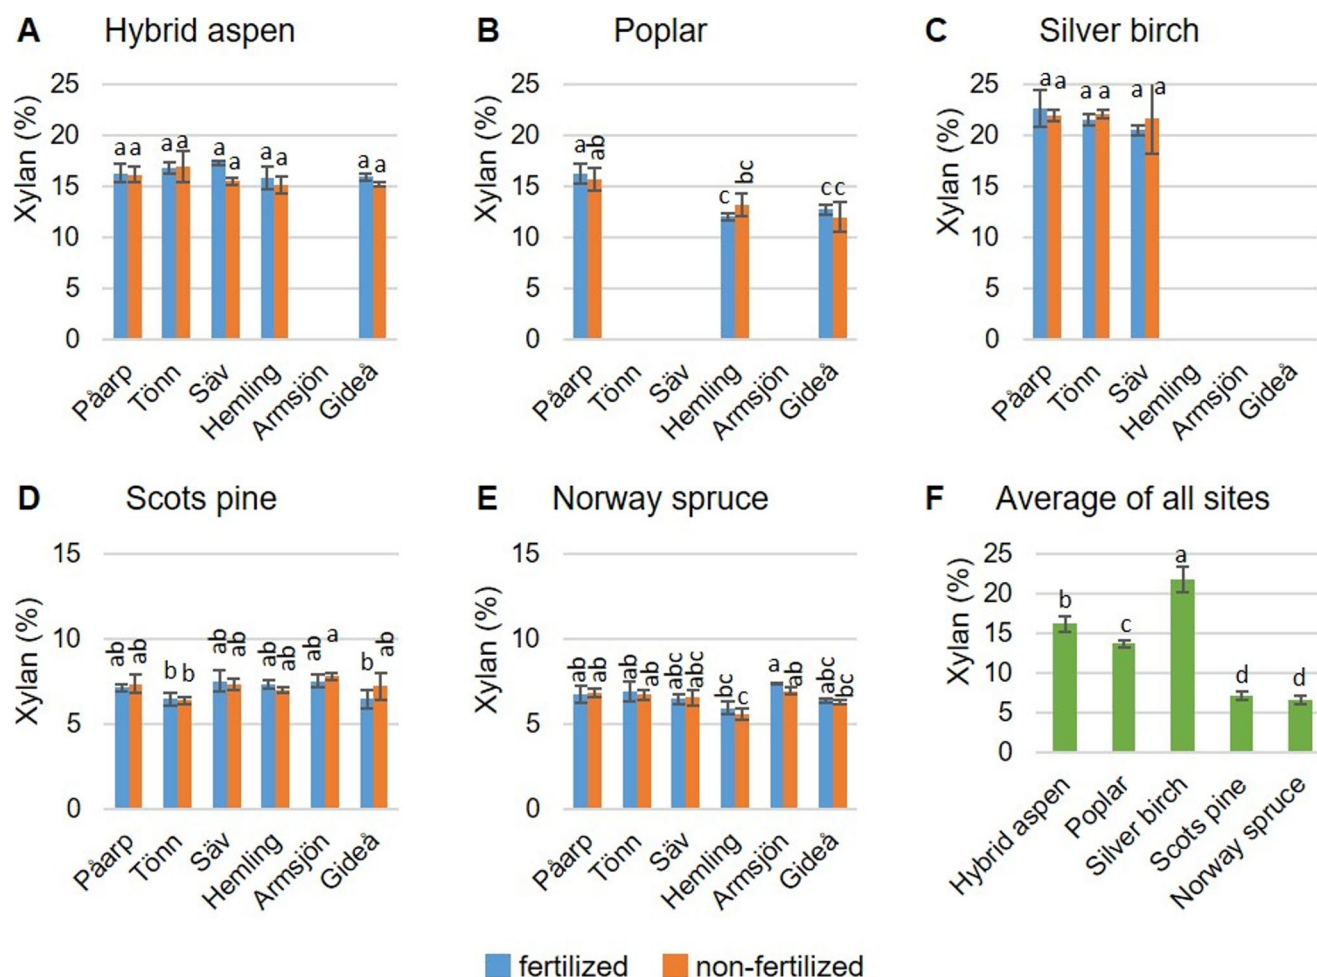 A Hybrid aspen
Xylan (%)
25
20
15
10
5
0
a a a a a a a a a a
Påarp Tönn Säv Hemling Armsjön Gideå
B Poplar
Xylan (%)
25
20
15
10
5
0
a ab c bc c c
Påarp Tönn Säv Hemling Armsjön Gideå
C Silver birch
Xylan (%)
25
20
15
10
5
0
a a a a a a
Påarp Tönn Säv Hemling Armsjön Gideå
D Scots pine
Xylan (%)
15
10
5
0
ab ab b b ab ab ab ab ab a b ab
Påarp Tönn Säv Hemling Armsjön Gideå
E Norway spruce
Xylan (%)
15
10
5
0
ab ab ab ab abc abc bc c a ab abc bc
Påarp Tönn Säv Hemling Armsjön Gideå
F Average of all sites
Xylan (%)
25
20
15
10
5
0
b c a d d
Hybrid aspen Poplar Silver birch Scots pine Norway spruce
fertilized non-fertilized